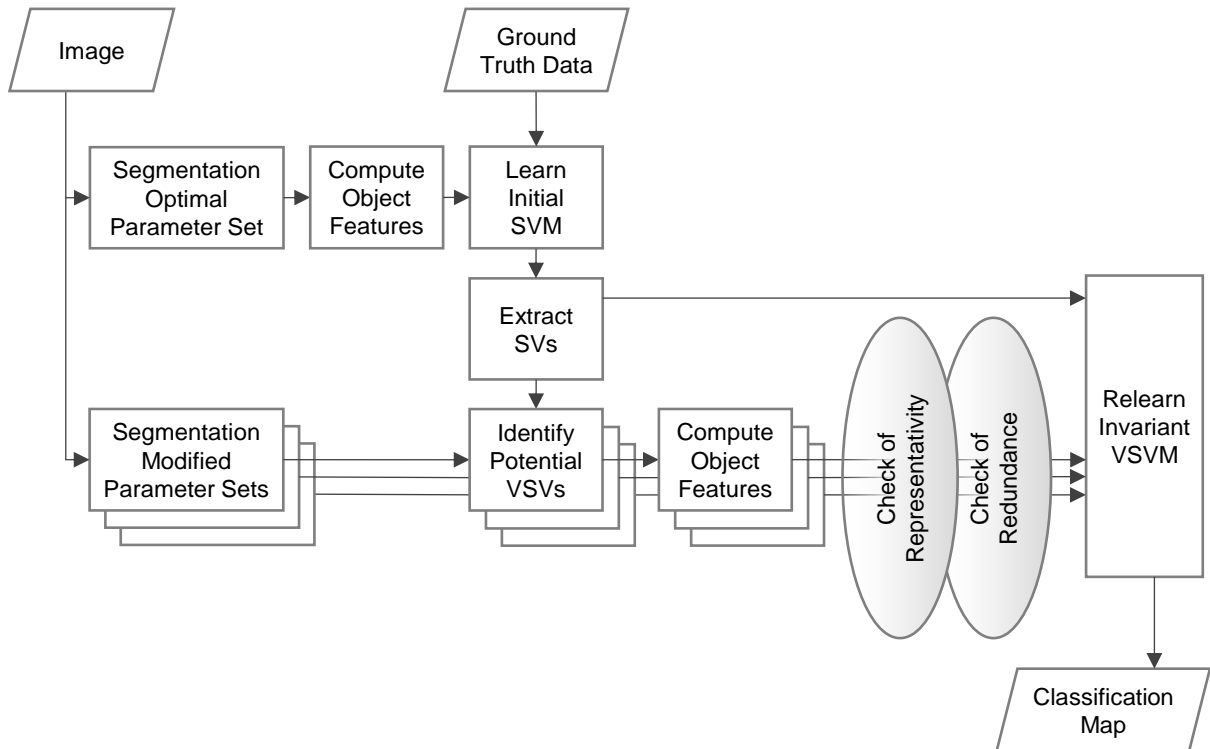 Image
Ground
Truth Data
Segmentation
Optimal
Parameter Set
Compute
Object
Features
Learn
Initial
SVM
Extract
SVs
Segmentation
Modified
Parameter Sets
Identify
Potential
VSVs
Compute
Object
Features
Check of
Representativity
Check of
Redundance
Relearn
Invariant
VSVM
Classification
Map